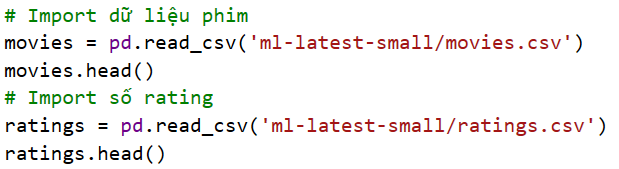 # Import dữ liệu phim
movies = pd.read_csv('ml-latest-small/movies.csv')
movies.head()
# Import số rating
ratings = pd.read_csv('ml-latest-small/ratings.csv')
ratings.head()